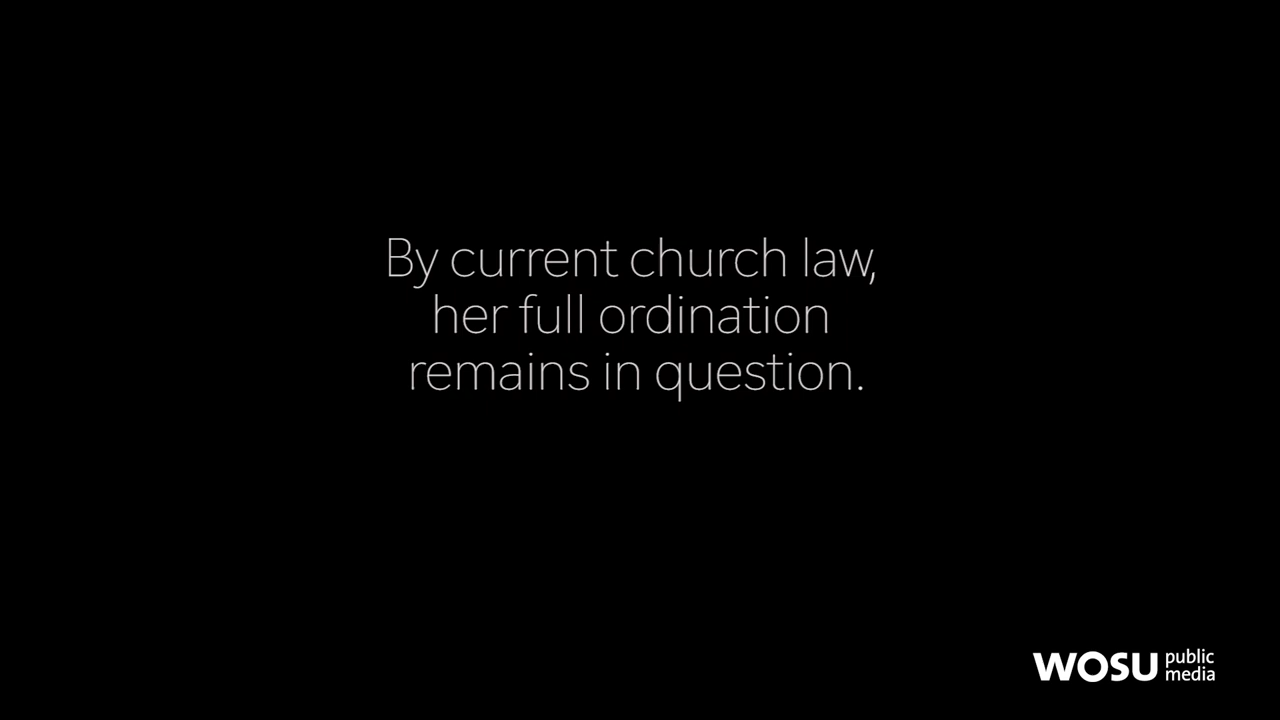 By current church law,
her full ordination
remains in question.
WOSU public
media